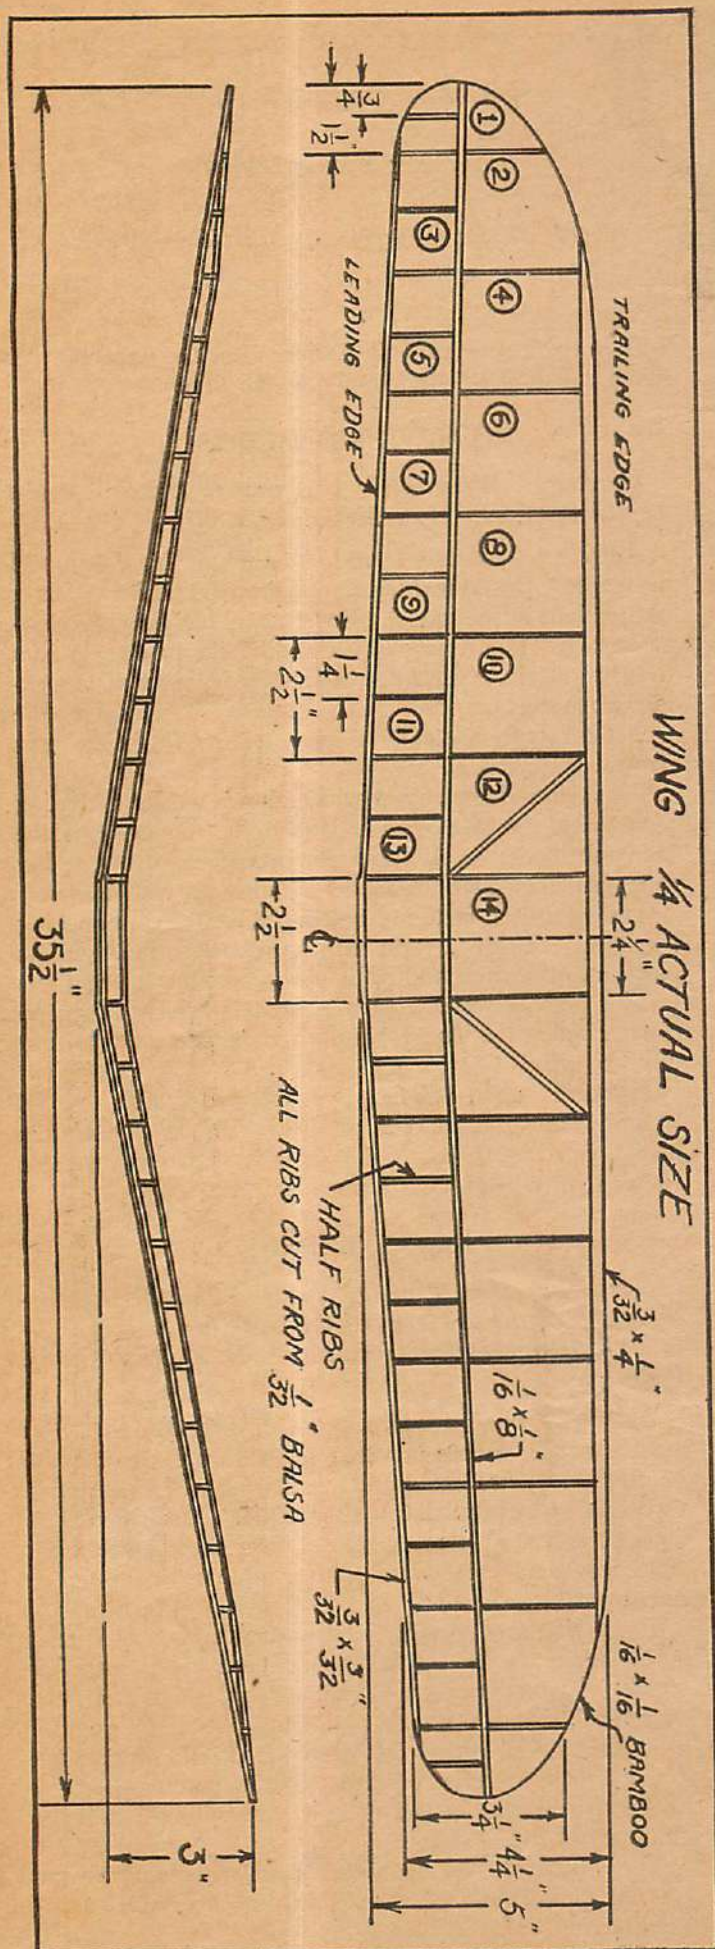 WING ¼ ACTUAL SIZE
TRAILING EDGE
3/32 x 1/4"
1/16 x 1/16 BAMBOO
2 1/4"
1/16 x 1/8"
① ② ③ ④ ⑤ ⑥ ⑦ ⑧ ⑨ ⑩ ⑪ ⑫ ⑬ ⑭
3/4
1 1/2"
LEADING EDGE
1 1/4
2 1/2"
2 1/2
℄
HALF RIBS
ALL RIBS CUT FROM 1/32" BALSA
3/32 x 3/32"
3 1/4"
4 1/4"
5"
35 1/2"
3"